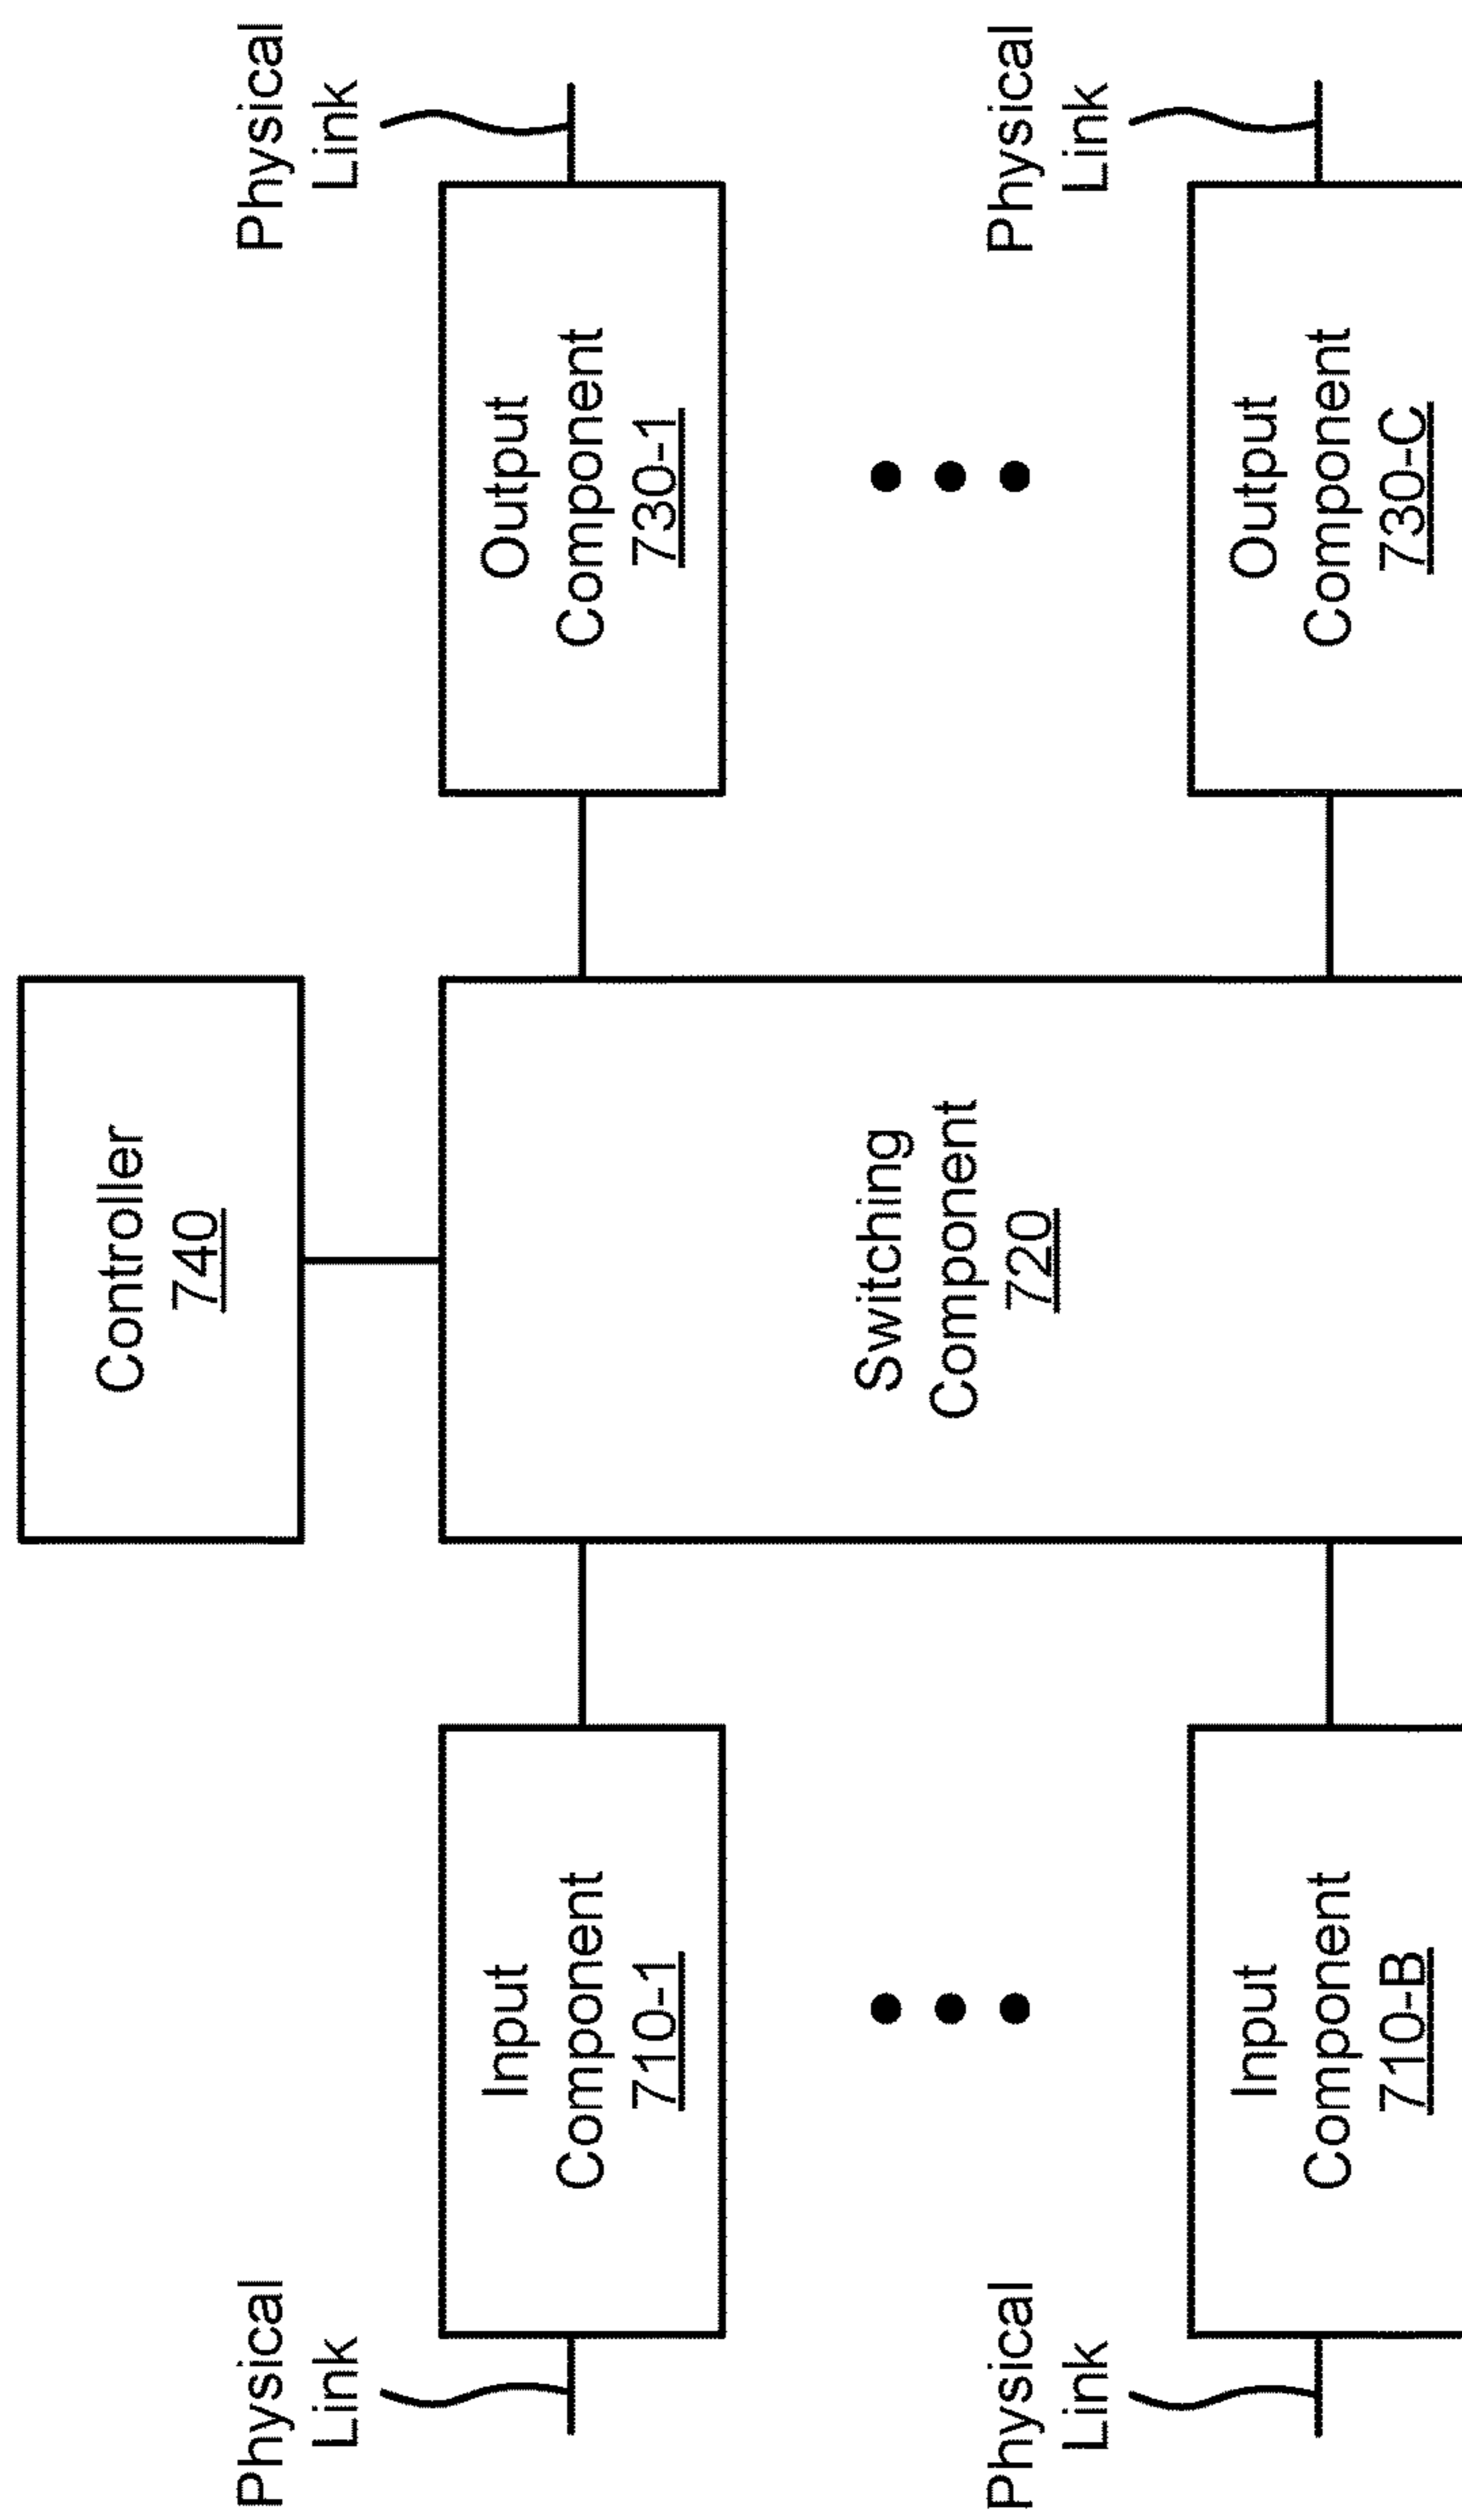 Controller
740
Physical
Link
Input
Component
710-1
Switching
Component
720
Output
Component
730-1
Physical
Link
Physical
Link
Input
Component
710-B
Output
Component
730-C
Physical
Link